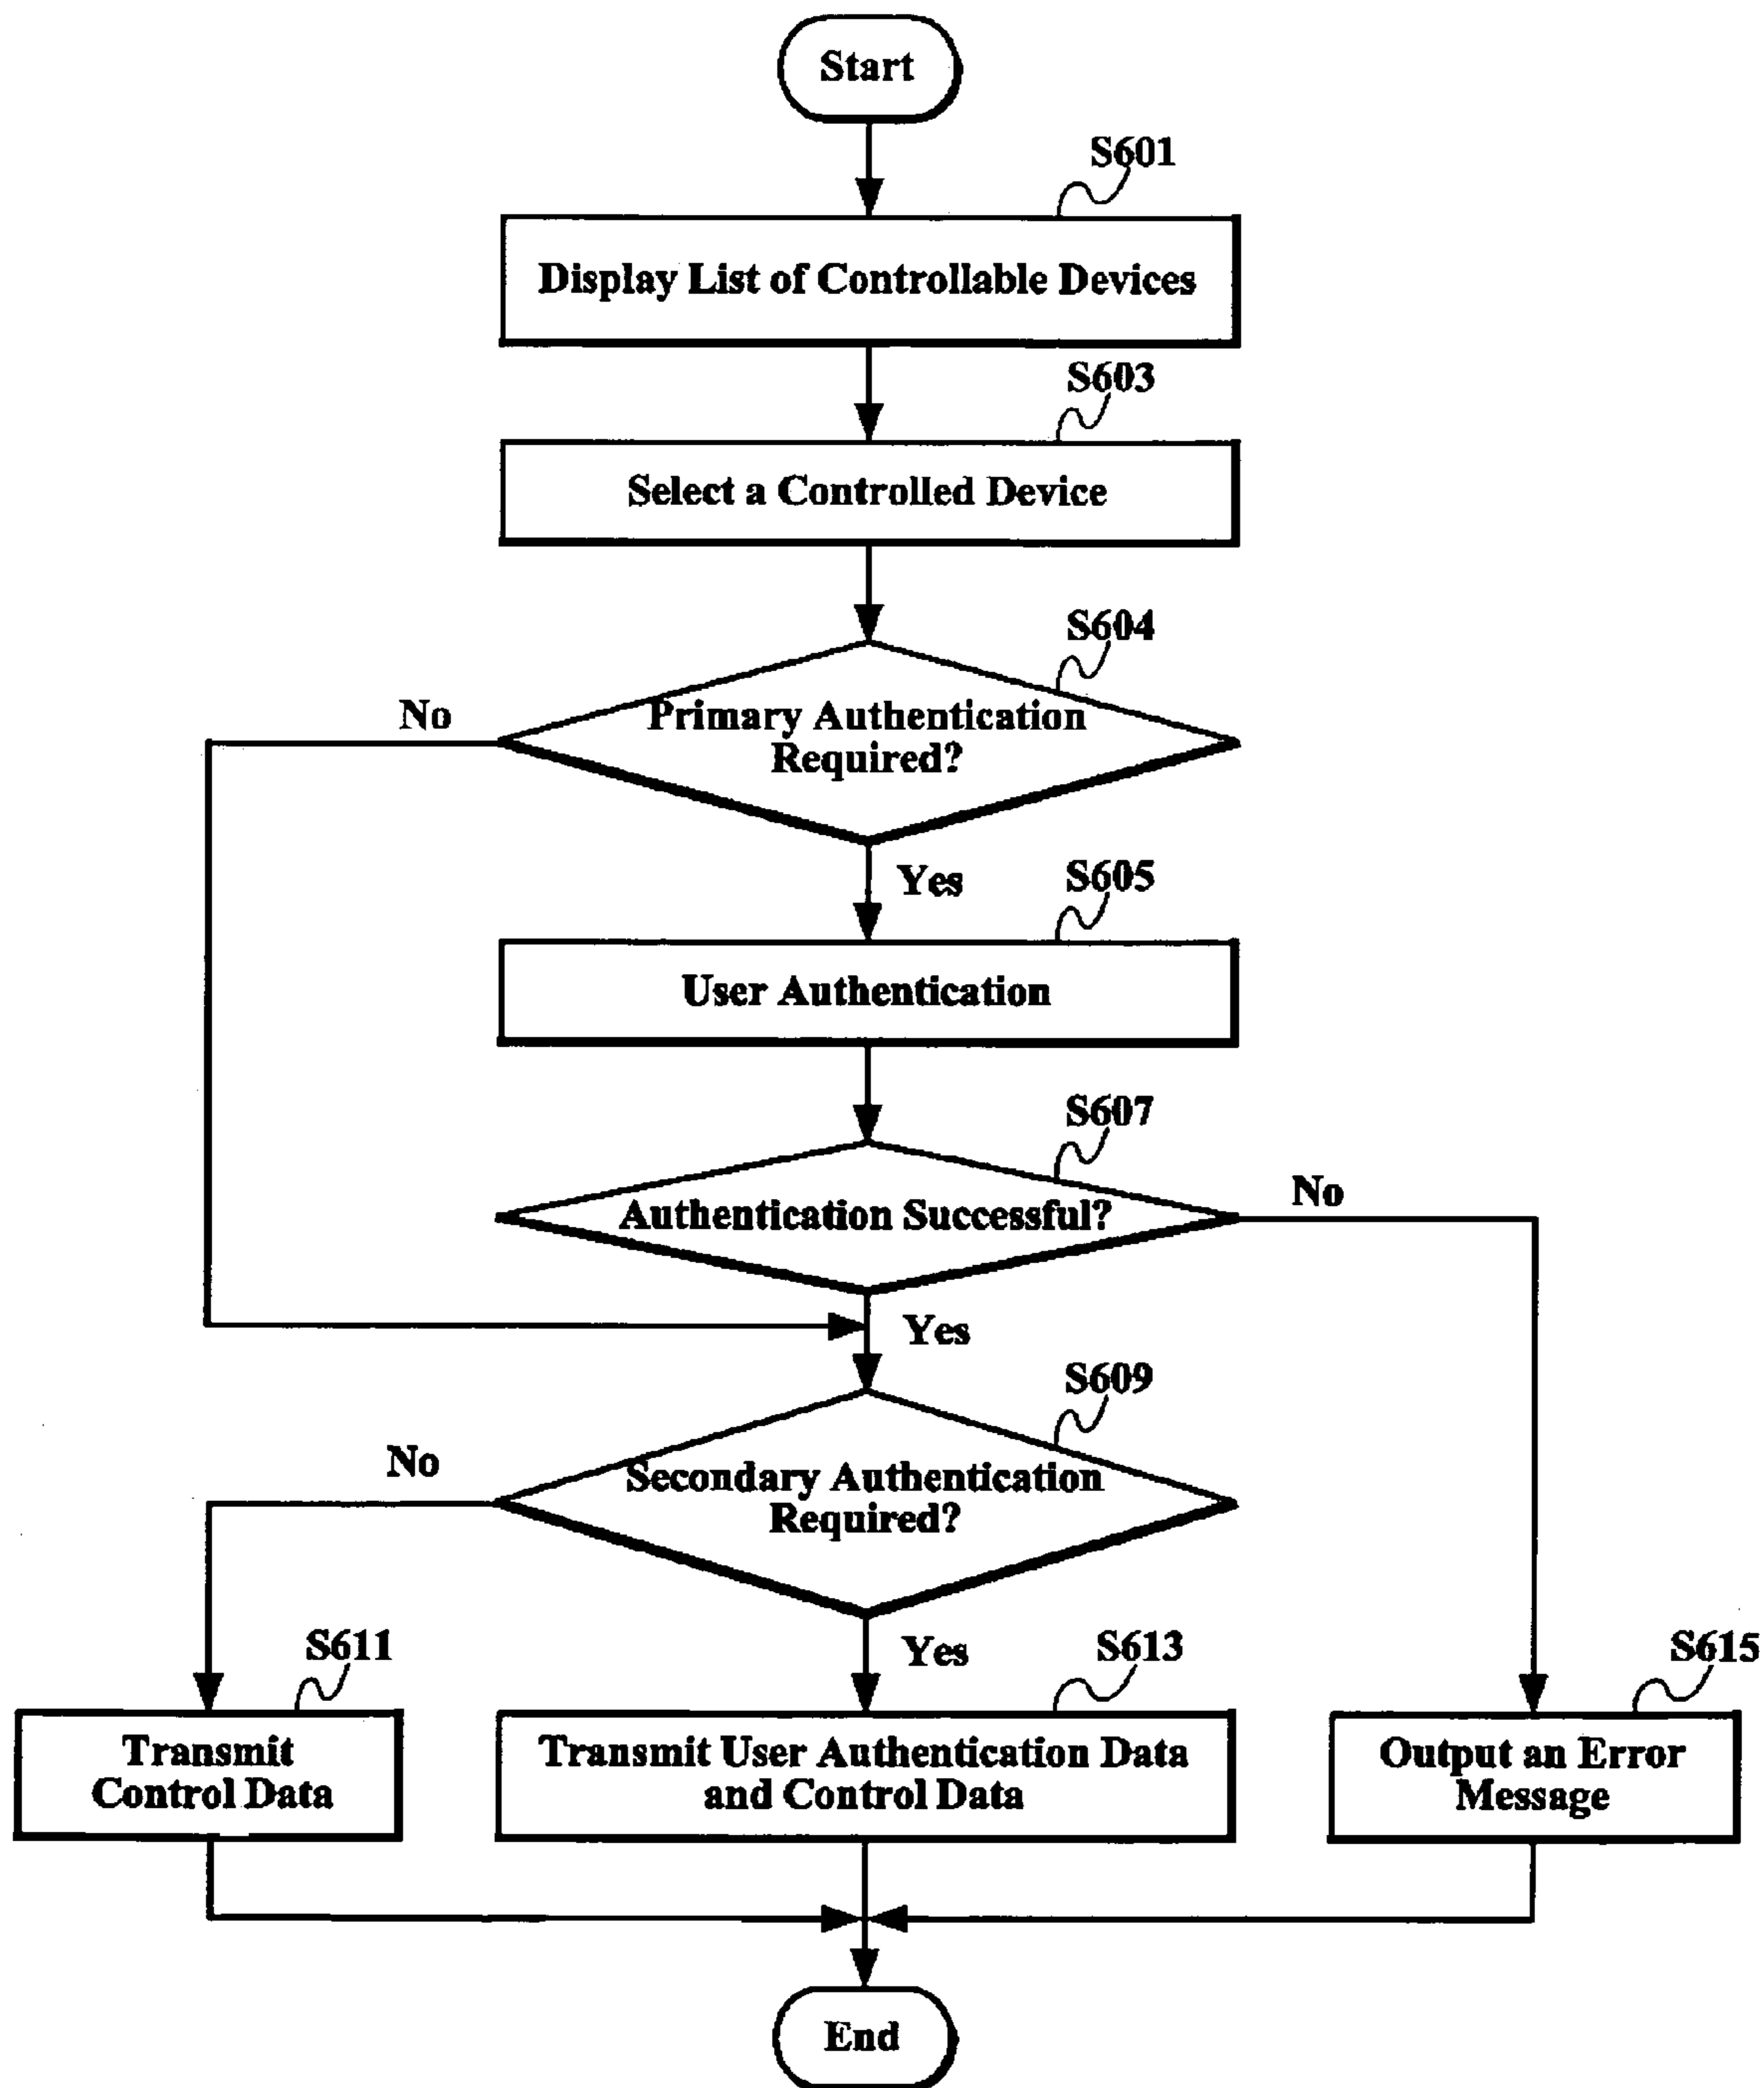 Start
S601
Display List of Controllable Devices
S603
Select a Controlled Device
S604
No
Primary Authentication
Required?
Yes
S605
User Authentication
S607
No
Authentication Successful?
Yes
S609
No
Secondary Authentication
Required?
S611
Yes
S613
S615
Transmit
Control Data
Transmit User Authentication Data
and Control Data
Output an Error
Message
End